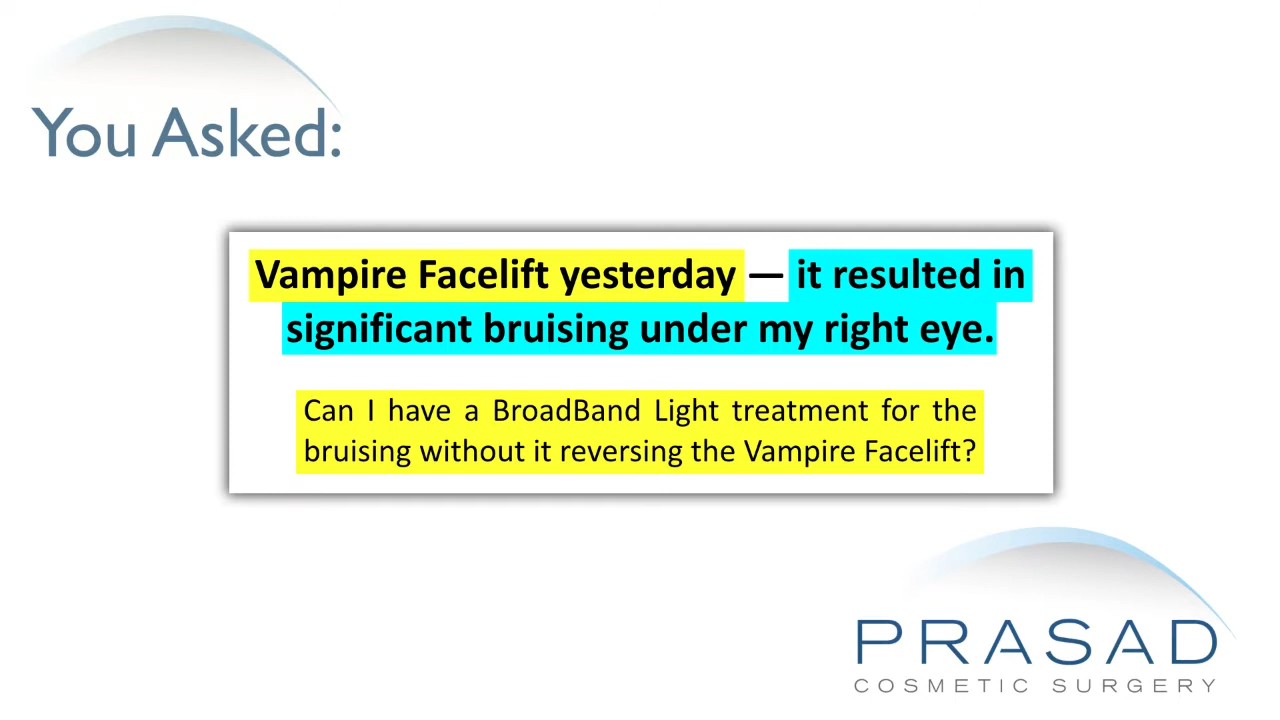 You Asked:
Vampire Facelift yesterday — it resulted in
significant bruising under my right eye.
Can I have a BroadBand Light treatment for the
bruising without it reversing the Vampire Facelift?
PRASAD
COSMETIC SURGERY